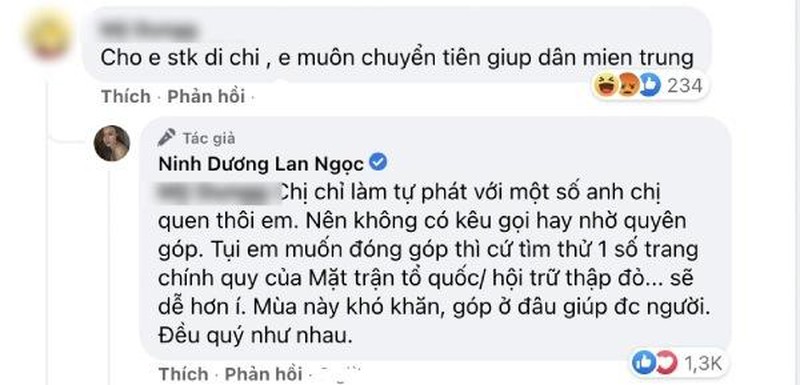 Cho e stk di chi , e muôn chuyển tiên giup dân mien trung
234
Thích · Phản hồi ·
Tác giả
Ninh Dương Lan Ngọc
Chị chỉ làm tự phát với một số anh chị
quen thôi em. Nên không có kêu gọi hay nhờ quyên
góp. Tụi em muốn đóng góp thì cứ tìm thử 1 số trang
chính quy của Mặt trận tổ quốc/ hội trữ thập đỏ... sẽ
dễ hơn í. Mùa này khó khăn, góp ở đâu giúp đc người.
Đều quý như nhau.
1,3K
Thích · Phản hồi ·